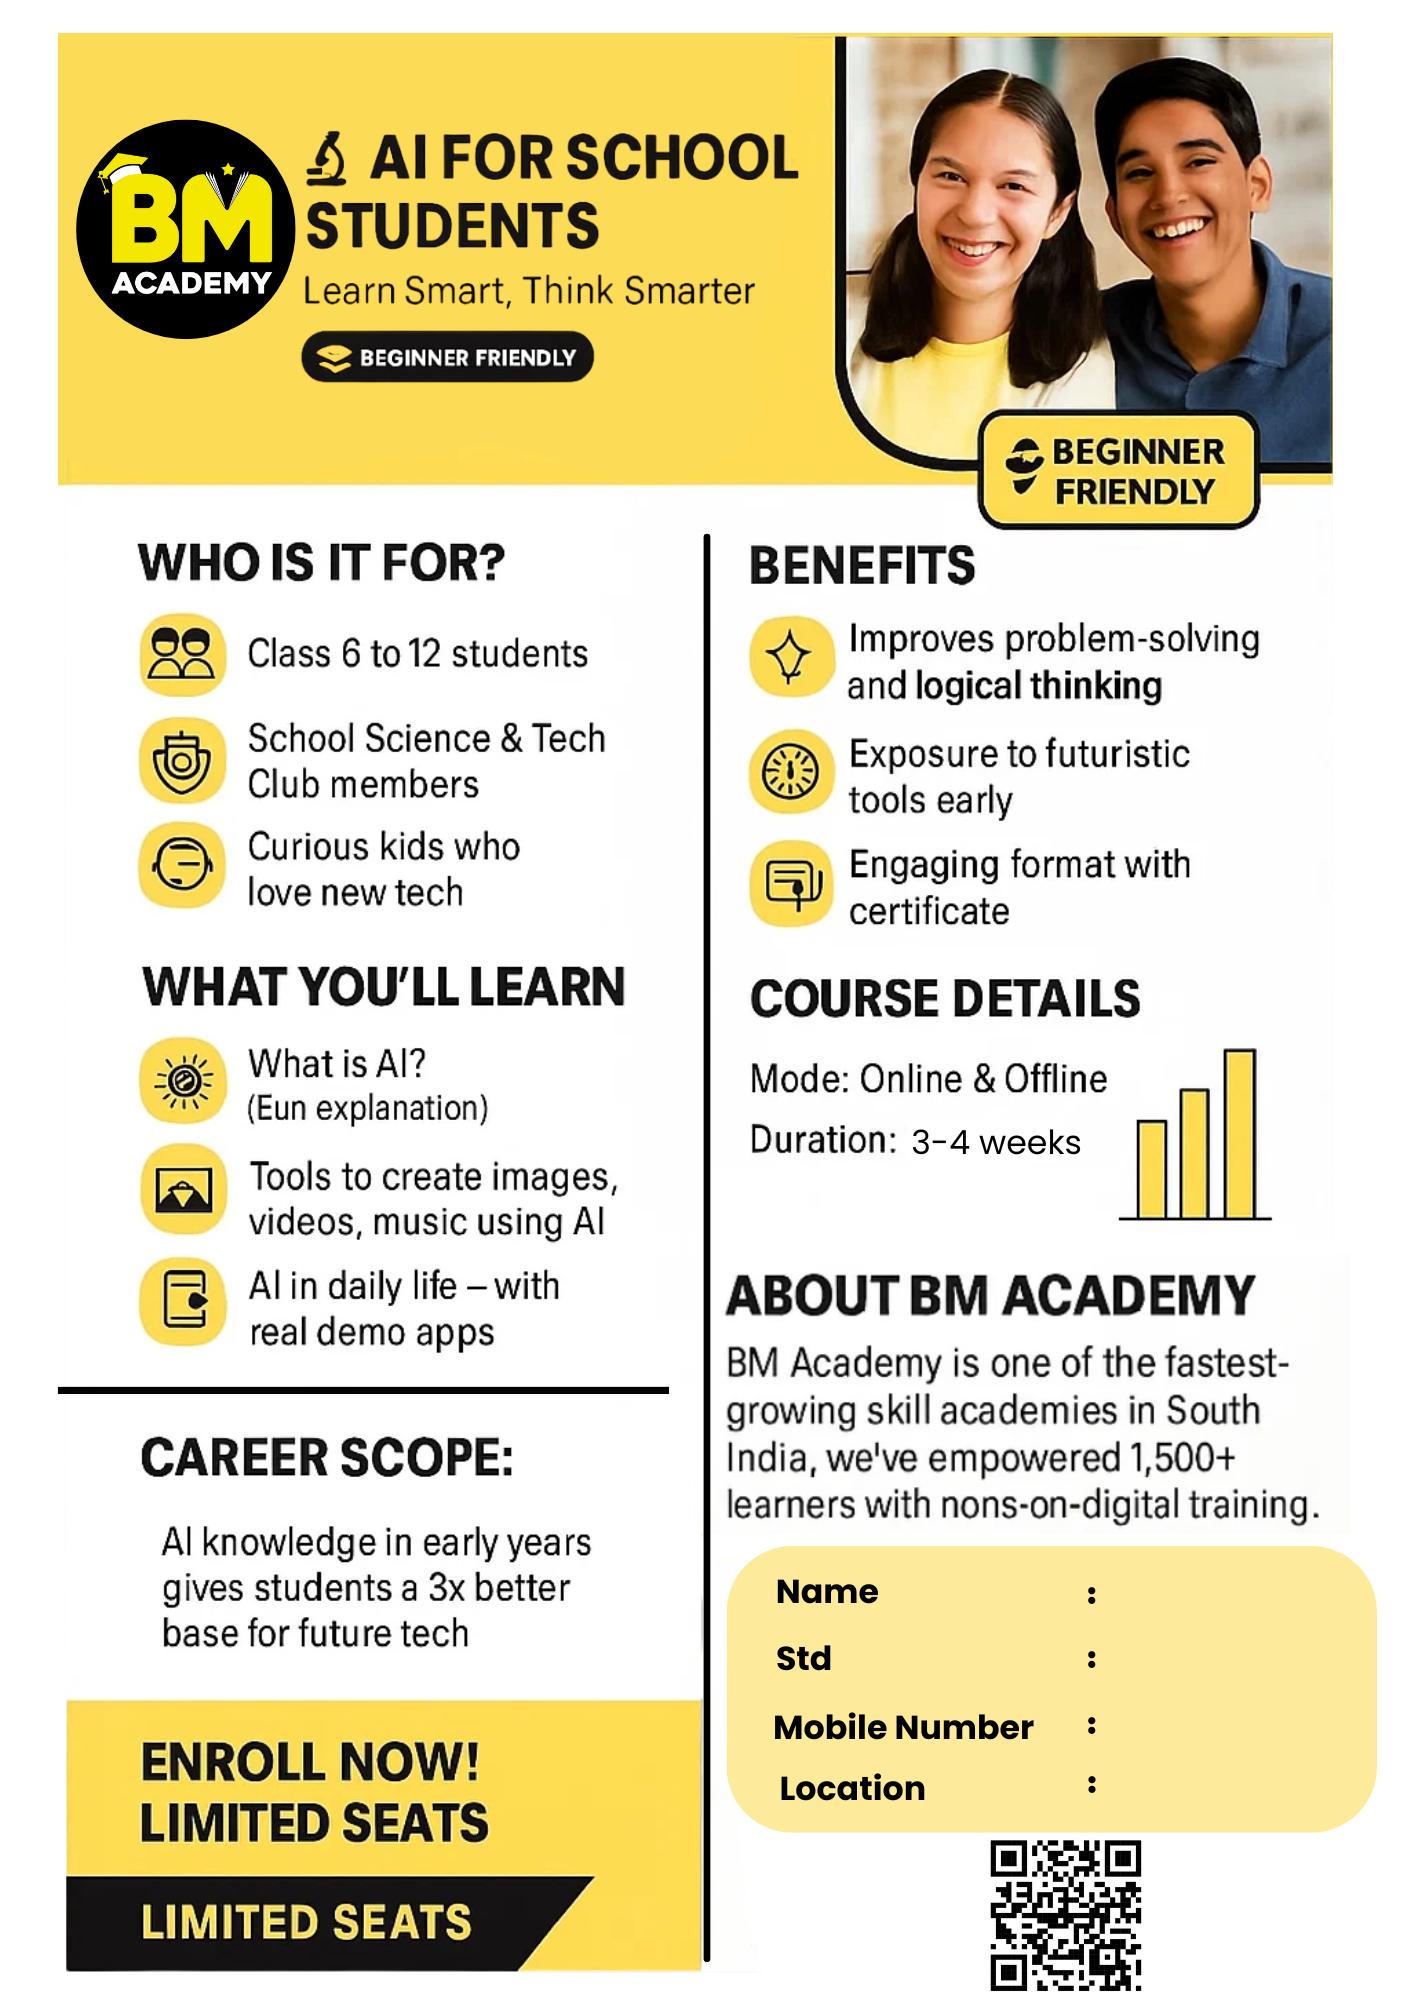 BM
ACADEMY
AI FOR SCHOOL
STUDENTS
Learn Smart, Think Smarter
BEGINNER FRIENDLY
BEGINNER
FRIENDLY
WHO IS IT FOR?
Class 6 to 12 students
School Science & Tech
Club members
Curious kids who
love new tech
WHAT YOU'LL LEARN
What is AI?
(Eun explanation)
Tools to create images,
videos, music using AI
AI in daily life – with
real demo apps
CAREER SCOPE:
AI knowledge in early years
gives students a 3x better
base for future tech
ENROLL NOW!
LIMITED SEATS
LIMITED SEATS
BENEFITS
Improves problem-solving
and logical thinking
Exposure to futuristic
tools early
Engaging format with
certificate
COURSE DETAILS
Mode: Online & Offline
Duration: 3-4 weeks
ABOUT BM ACADEMY
BM Academy is one of the fastest-
growing skill academies in South
India, we've empowered 1,500+
learners with nons-on-digital training.
Name :
Std :
Mobile Number :
Location :